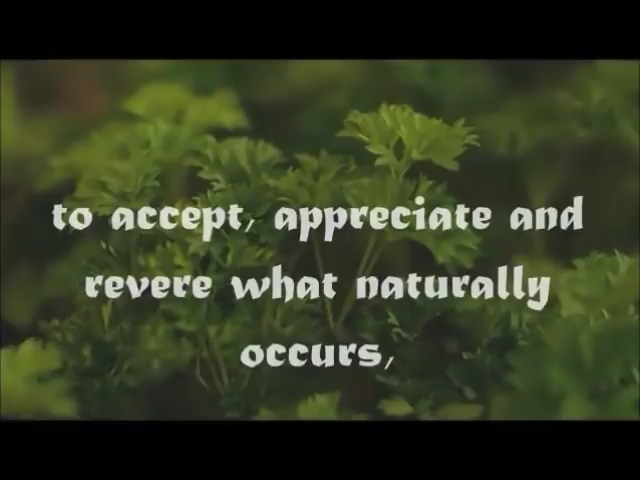 to accept, appreciate and
revere what naturally
occurs,